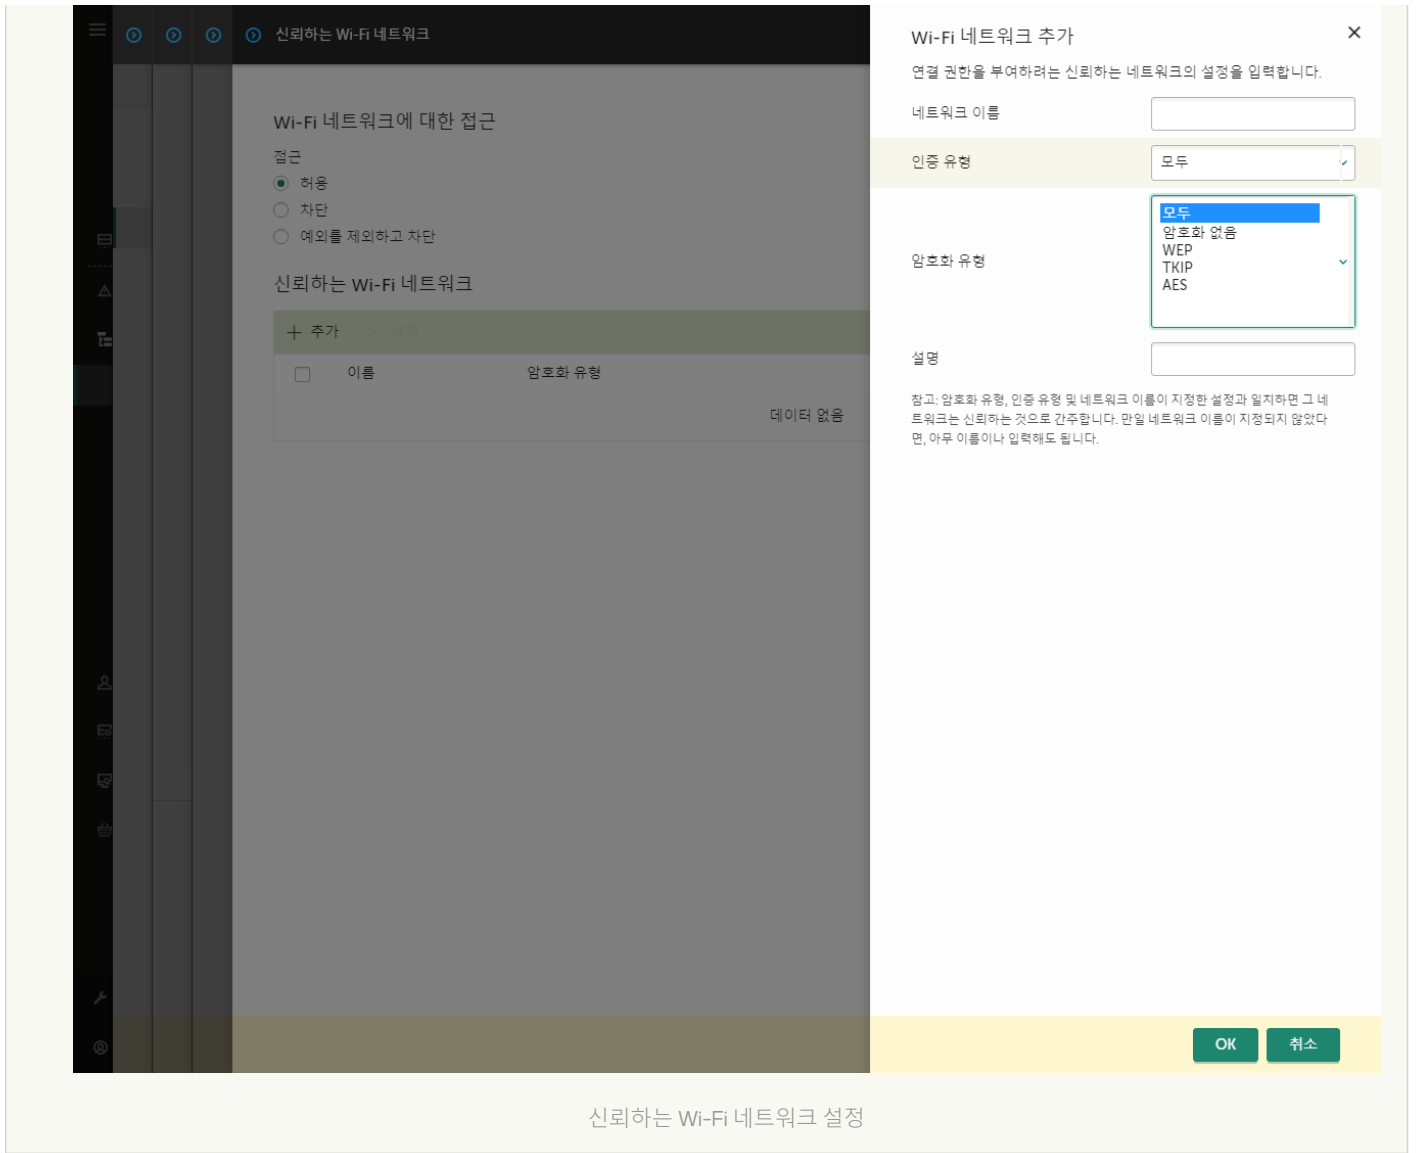 신뢰하는 Wi-Fi 네트워크
Wi-Fi 네트워크에 대한 접근
접근
허용
차단
예외를 제외하고 차단
신뢰하는 Wi-Fi 네트워크
추가
이름 암호화 유형
데이터 없음
Wi-Fi 네트워크 추가
연결 권한을 부여하려는 신뢰하는 네트워크의 설정을 입력합니다.
네트워크 이름
인증 유형 모두
암호화 유형
모두
암호화 없음
WEP
TKIP
AES
설명
참고: 암호화 유형, 인증 유형 및 네트워크 이름이 지정한 설정과 일치하면 그 네
트워크는 신뢰하는 것으로 간주합니다. 만일 네트워크 이름이 지정되지 않았다
면, 아무 이름이나 입력해도 됩니다.
OK 취소
신뢰하는 Wi-Fi 네트워크 설정